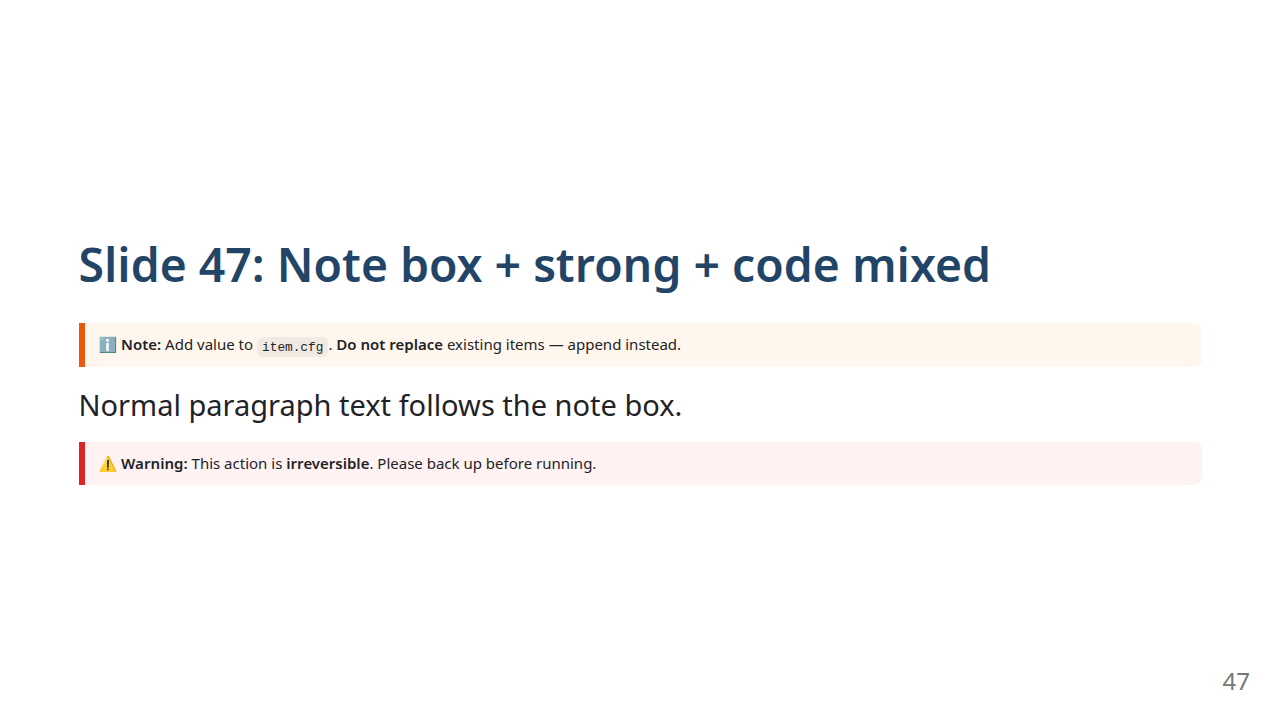 Slide 47: Note box + strong + code mixed
ℹ️ Note: Add value to item.cfg. Do not replace existing items — append instead.
Normal paragraph text follows the note box.
⚠️ Warning: This action is irreversible. Please back up before running.
47